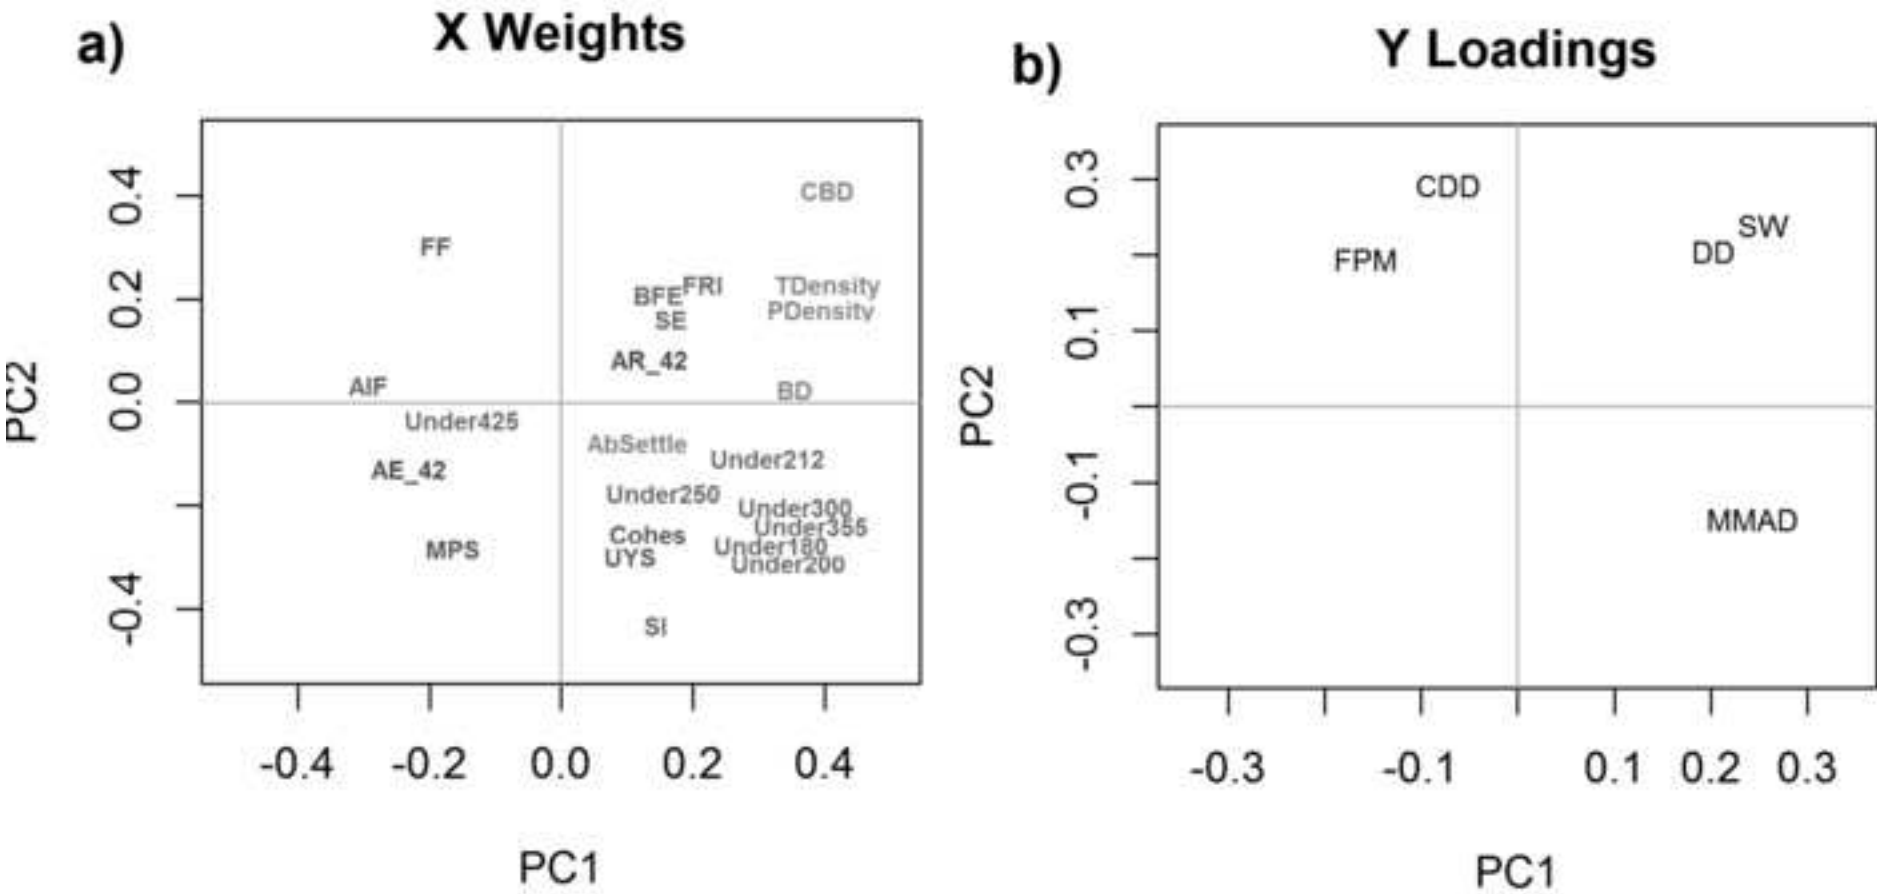 a)
X Weights
PC2
0.4
0.2
0.0
-0.4
CBD
FF
FRI
BFE
TDensity
PDensity
SE
AR_42
AIF
BD
Under425
AbSettle
AE_42
Under212
Under250
Under300
Under355
Cohes
MPS
Under180
UYS
Under200
SI
-0.4 -0.2 0.0 0.2 0.4
PC1
b)
Y Loadings
PC2
0.3
0.1
-0.1
-0.3
CDD
SW
FPM
DD
MMAD
-0.3 -0.1 0.1 0.2 0.3
PC1